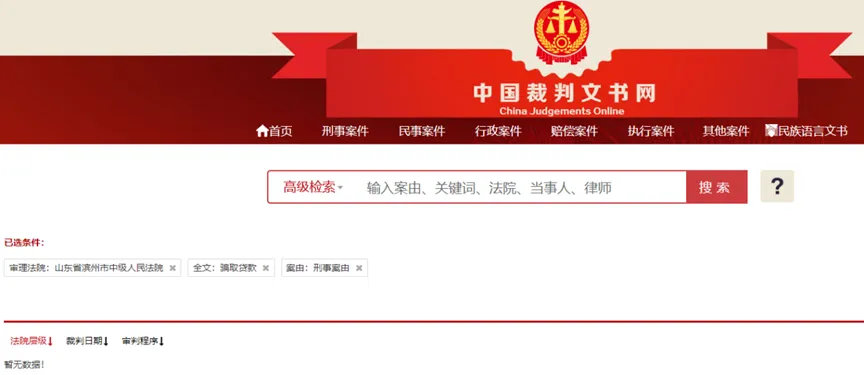 中国裁判文书网
China Judgements Online
首页 刑事案件 民事案件 行政案件 赔偿案件 执行案件 其他案件 民族语言文书
高级检索 输入案由、关键词、法院、当事人、律师 搜索 ?
已选条件：
审理法院：山东省滨州市中级人民法院 × 全文：骗取贷款 × 案由：刑事案由 ×
法院层级↓ 裁判日期↓ 审判程序↓
暂无数据！